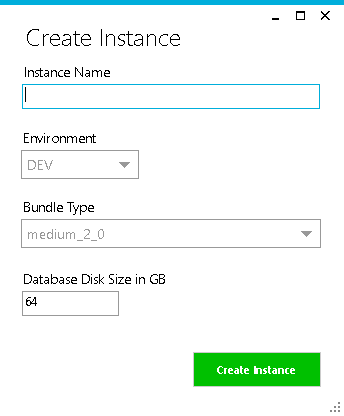 Create Instance
Instance Name
Environment
DEV
Bundle Type
medium_2_0
Database Disk Size in GB
64
Create Instance